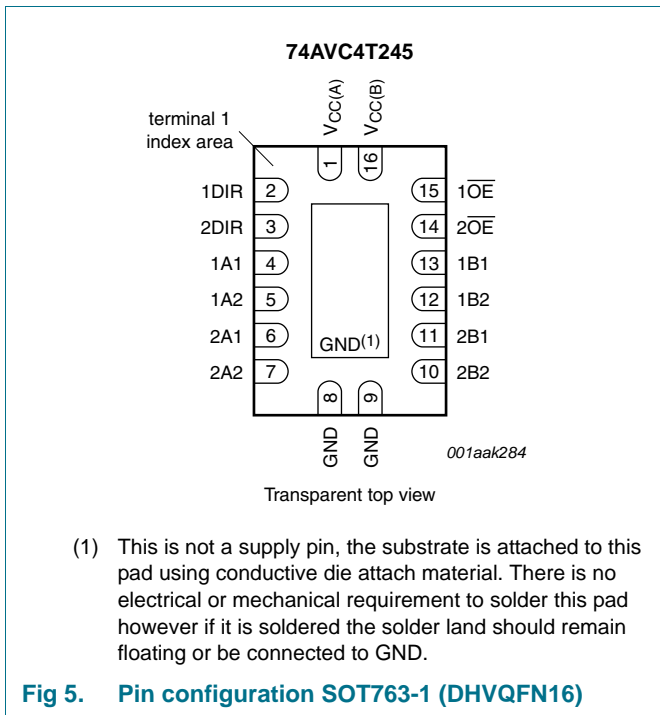 74AVC4T245
terminal 1
index area
VCC(A)
VCC(B)
1
16
1DIR 2
15 1OE
2DIR 3
14 2OE
1A1 4
13 1B1
1A2 5
12 1B2
2A1 6
11 2B1
2A2 7
10 2B2
GND(1)
8
9
GND
GND
001aak284
Transparent top view
(1) This is not a supply pin, the substrate is attached to this
pad using conductive die attach material. There is no
electrical or mechanical requirement to solder this pad
however if it is soldered the solder land should remain
floating or be connected to GND.
Fig 5. Pin configuration SOT763-1 (DHVQFN16)